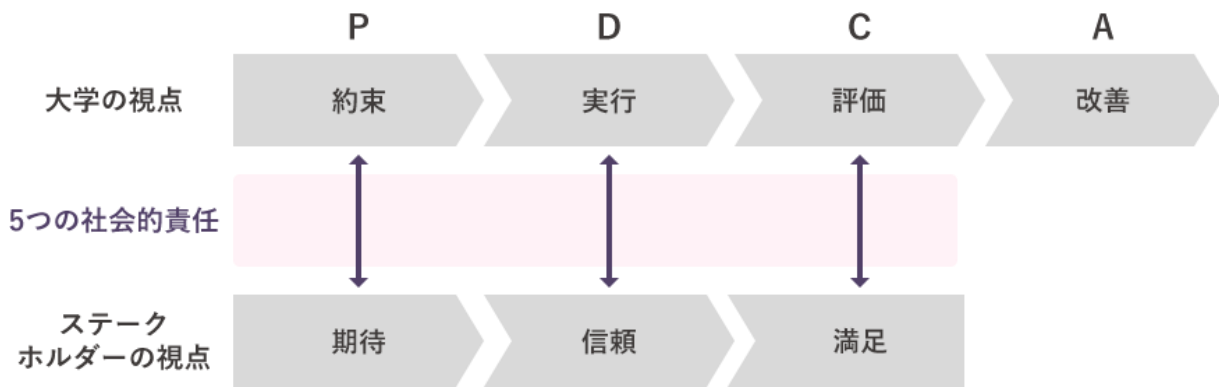 P
D
C
A
大学の視点
約束
実行
評価
改善
5つの社会的責任
ステーク
ホルダーの視点
期待
信頼
満足